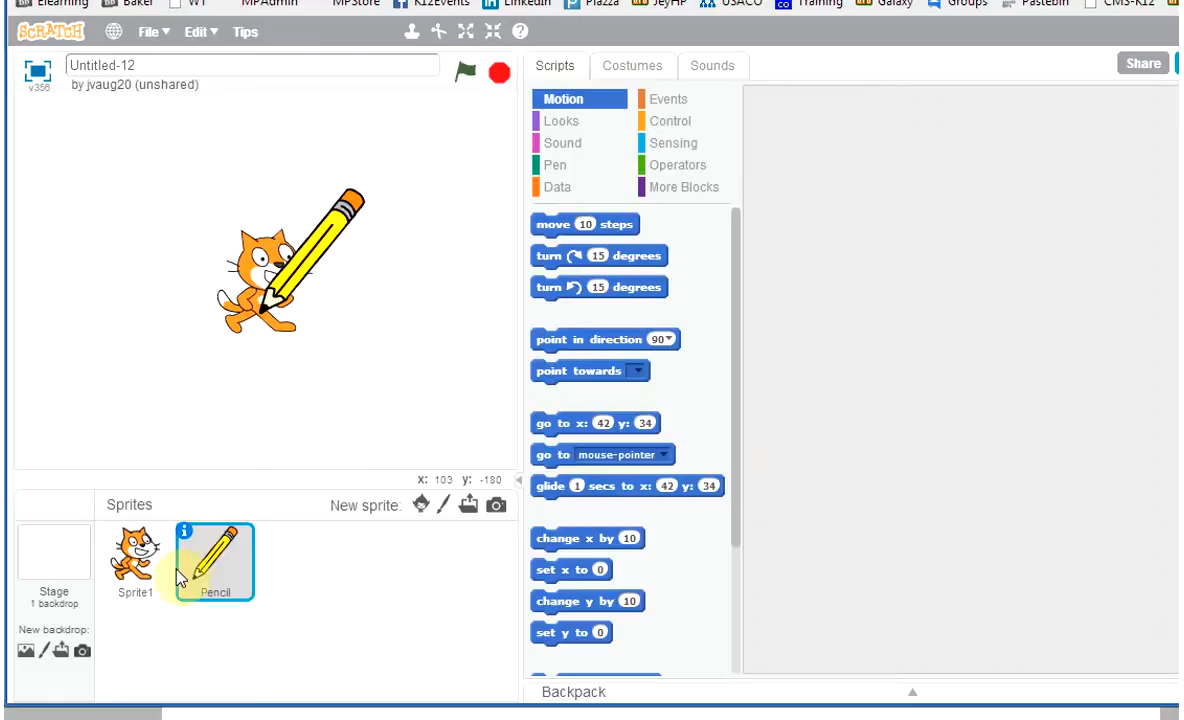 Elearning Baker WT MPAdmin MPStore K12Events LinkedIn Piazza JeyHP USACO Training Galaxy Groups Pastebin CMS-K12
SCRATCH File Edit Tips
Untitled-12
by jvaug20 (unshared)
v356
Scripts Costumes Sounds Share
Motion Events
Looks Control
Sound Sensing
Pen Operators
Data More Blocks
move 10 steps
turn 15 degrees
turn 15 degrees
point in direction 90
point towards
go to x: 42 y: 34
go to mouse-pointer
glide 1 secs to x: 42 y: 34
change x by 10
set x to 0
change y by 10
set y to 0
x: 103 y: -180
Sprites New sprite:
Stage
1 backdrop
New backdrop:
Sprite1
Pencil
Backpack